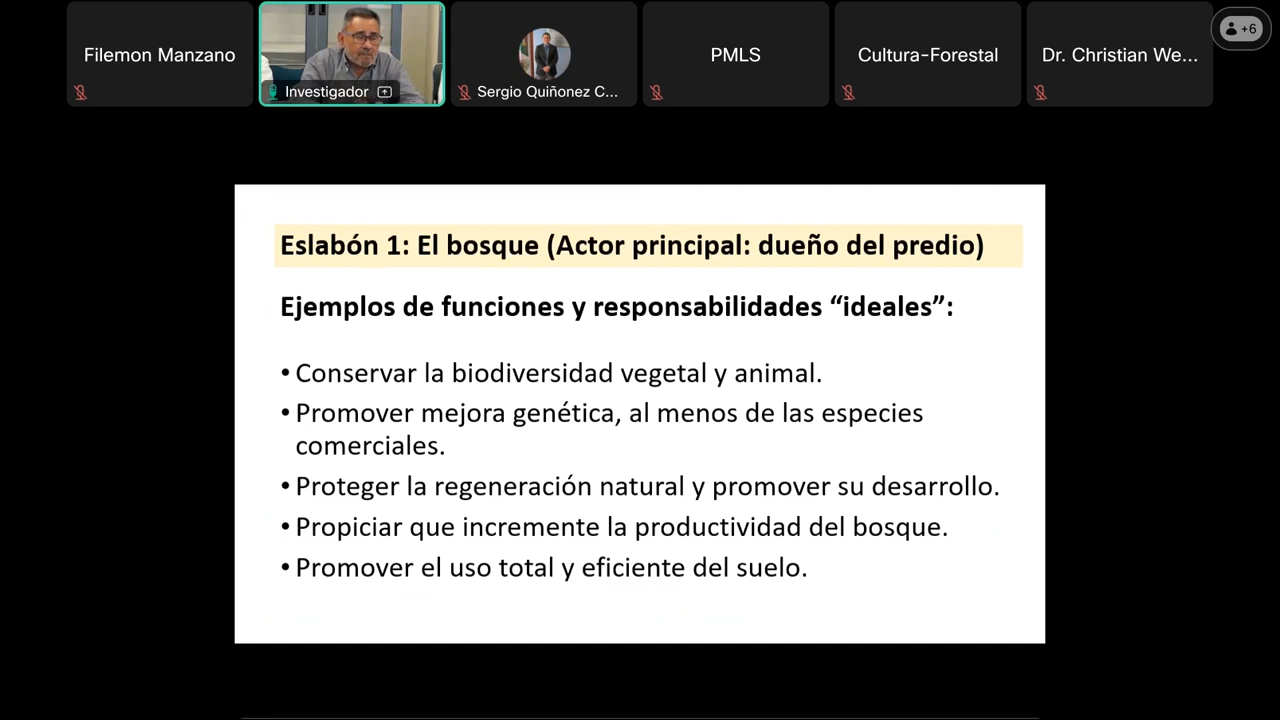 Filemon Manzano
Investigador
Sergio Quiñonez C...
PMLS
Cultura-Forestal
Dr. Christian We...
+6
Eslabón 1: El bosque (Actor principal: dueño del predio)
Ejemplos de funciones y responsabilidades “ideales”:
• Conservar la biodiversidad vegetal y animal.
• Promover mejora genética, al menos de las especies
comerciales.
• Proteger la regeneración natural y promover su desarrollo.
• Propiciar que incremente la productividad del bosque.
• Promover el uso total y eficiente del suelo.